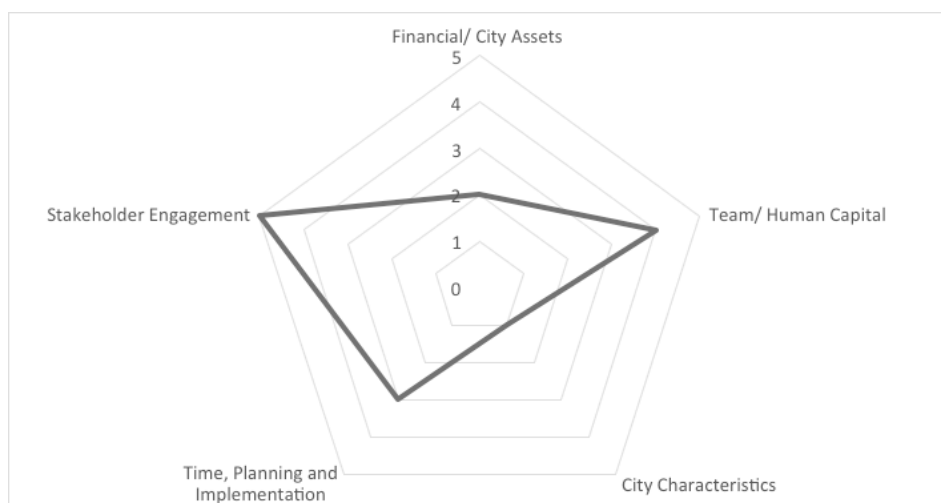 Financial/ City Assets
5
4
3
2
1
0
Stakeholder Engagement
Team/ Human Capital
Time, Planning and
Implementation
City Characteristics